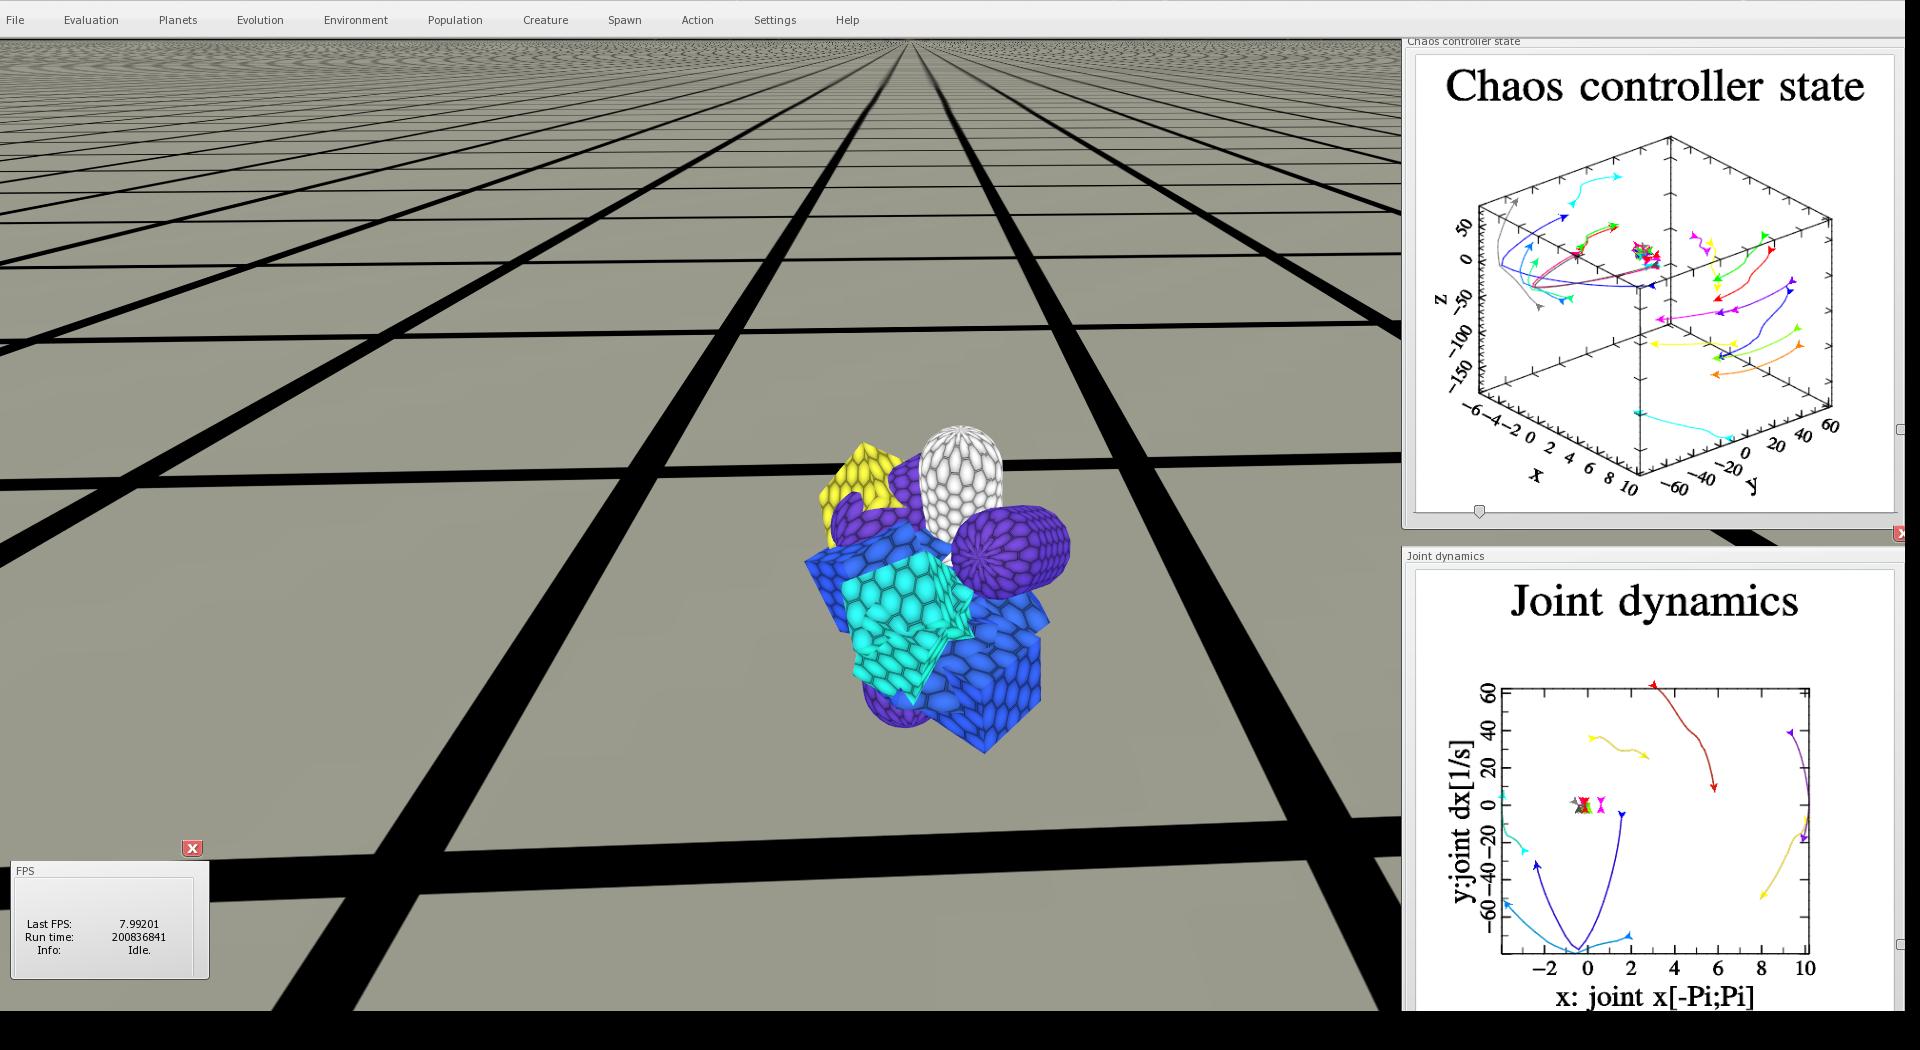 File Evaluation Planets Evolution Environment Population Creature Spawn Action Settings Help
Chaos controller state
Chaos controller state
50
0
−50
−100
−150
z
−6 −4 −2 0 2 4 6 8 10
x
−60 −40 −20 0 20 40 60
y
Joint dynamics
Joint dynamics
60
40
20
0
−20
−40
−60
y:joint dx[1/s]
−2 0 2 4 6 8 10
x: joint x[-Pi;Pi]
FPS
Last FPS: 7.99201
Run time: 200836841
Info: Idle.